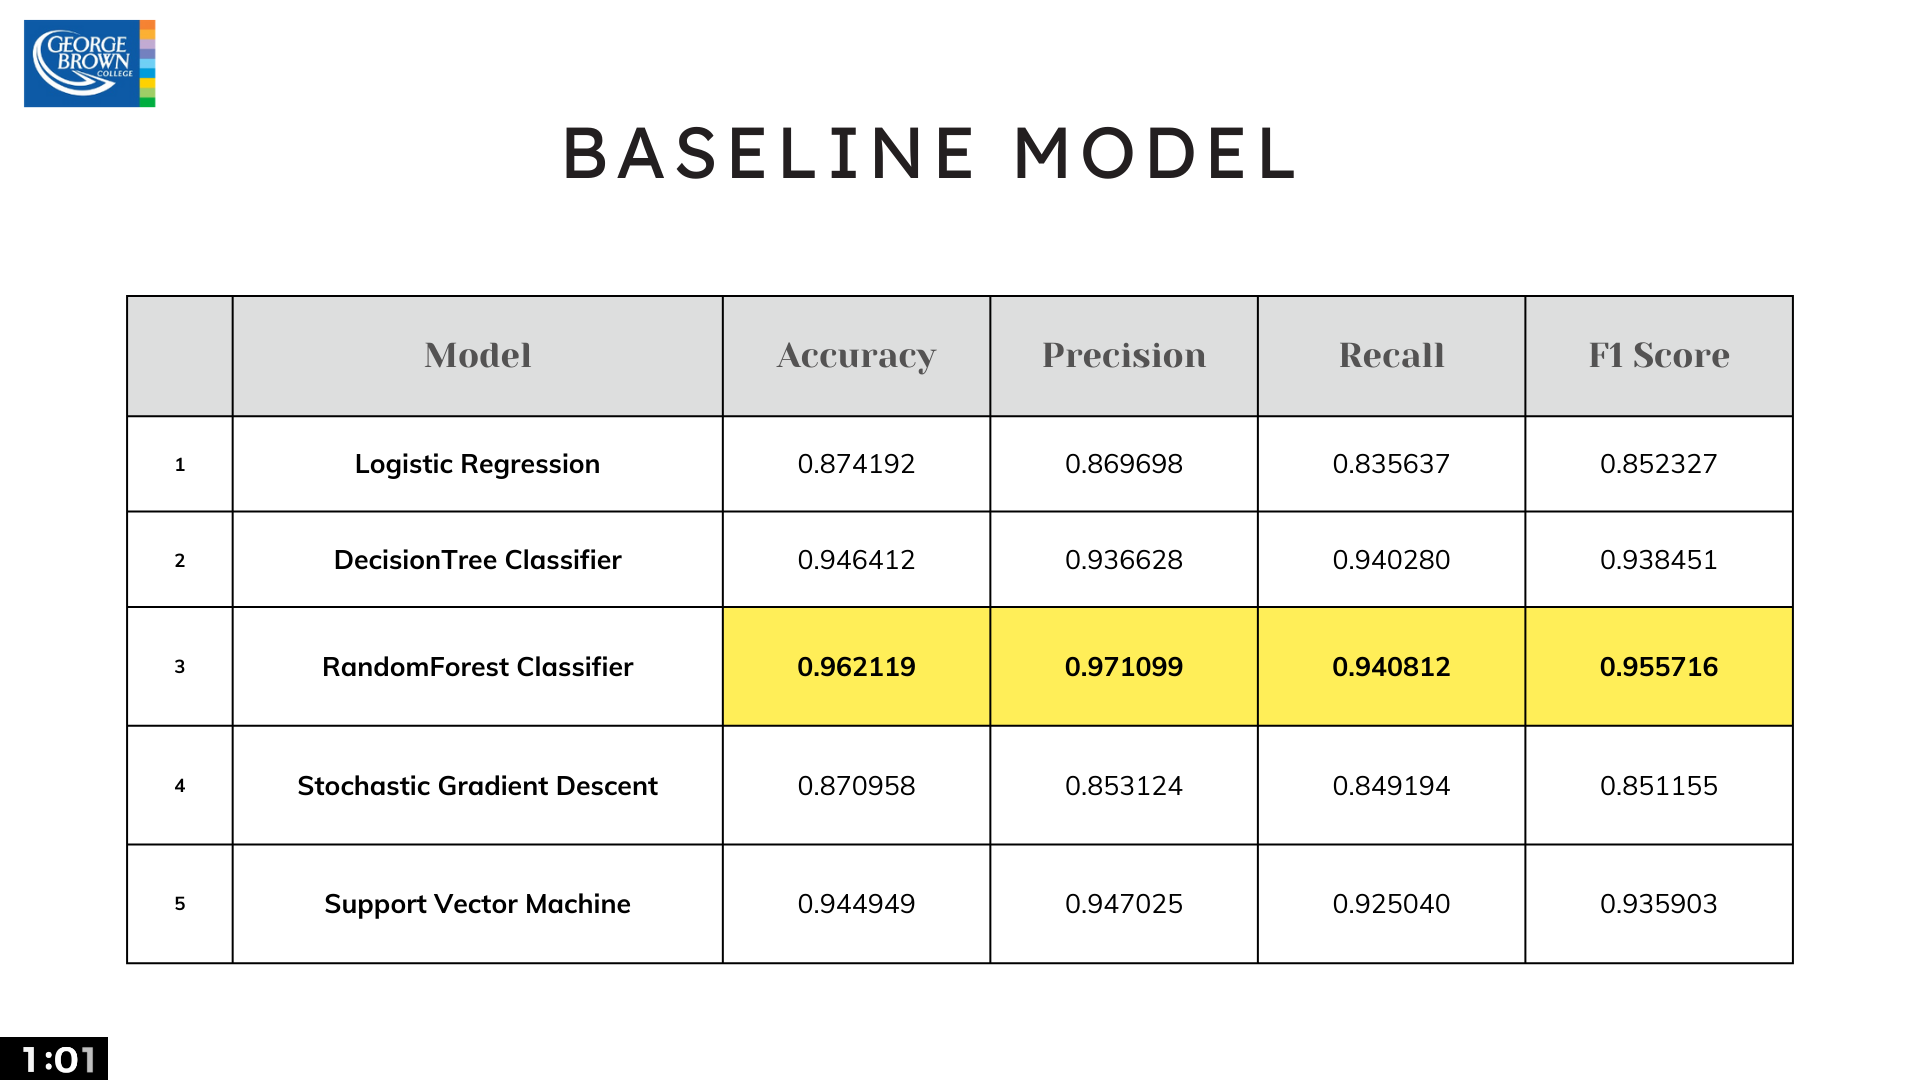 GEORGE
BROWN
COLLEGE
BASELINE MODEL
Model Accuracy Precision Recall F1 Score
1 Logistic Regression 0.874192 0.869698 0.835637 0.852327
2 DecisionTree Classifier 0.946412 0.936628 0.940280 0.938451
3 RandomForest Classifier 0.962119 0.971099 0.940812 0.955716
4 Stochastic Gradient Descent 0.870958 0.853124 0.849194 0.851155
5 Support Vector Machine 0.944949 0.947025 0.925040 0.935903
1:01